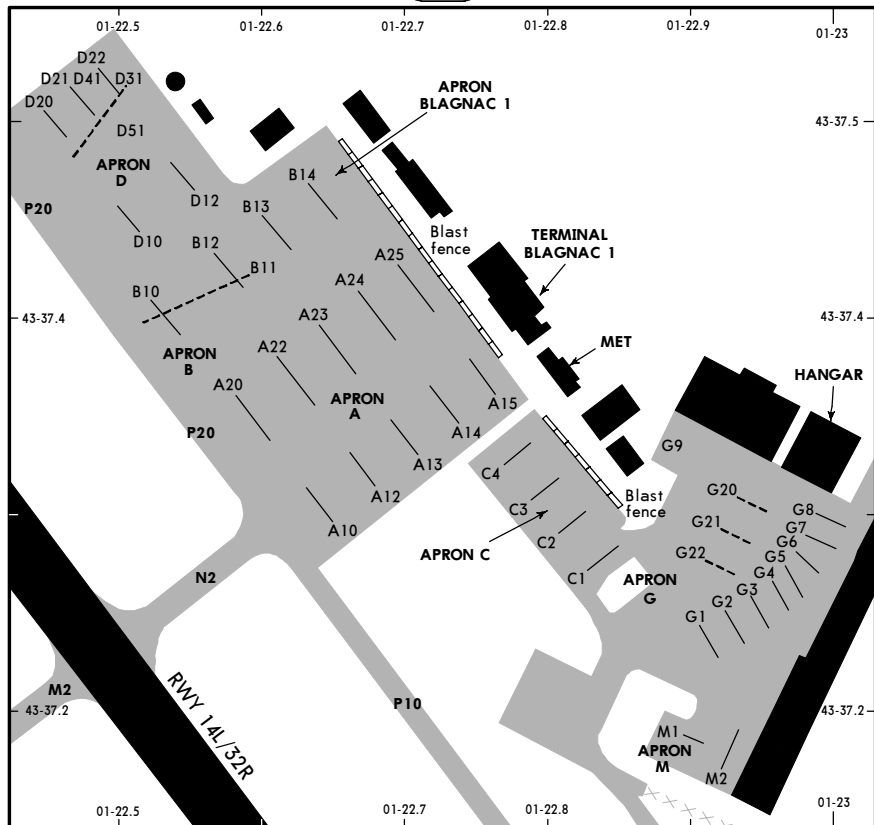 01-22.5
01-22.6
01-22.7
01-22.8
01-22.9
01-23
D22
D21 D41 D31
D20
D51
APRON
BLAGNAC 1
43-37.5
APRON
D
B14
D12
P20
B13
D10
B12
B11
Blast
fence
TERMINAL
BLAGNAC 1
A25
A24
B10
43-37.4
43-37.4
A23
MET
APRON
B
A22
HANGAR
A20
APRON
A
A15
P20
A14
G9
A13
C4
A12
G20
Blast
fence
C3
G8
A10
G21
G7
C2
G6
APRON C
G22
G5
C1
G4
N2
APRON
G
G3
G2
G1
M2
P10
RWY 14L/32R
43-37.2
43-37.2
M1
APRON
M
M2
01-22.5
01-22.6
01-22.7
01-22.8
01-23